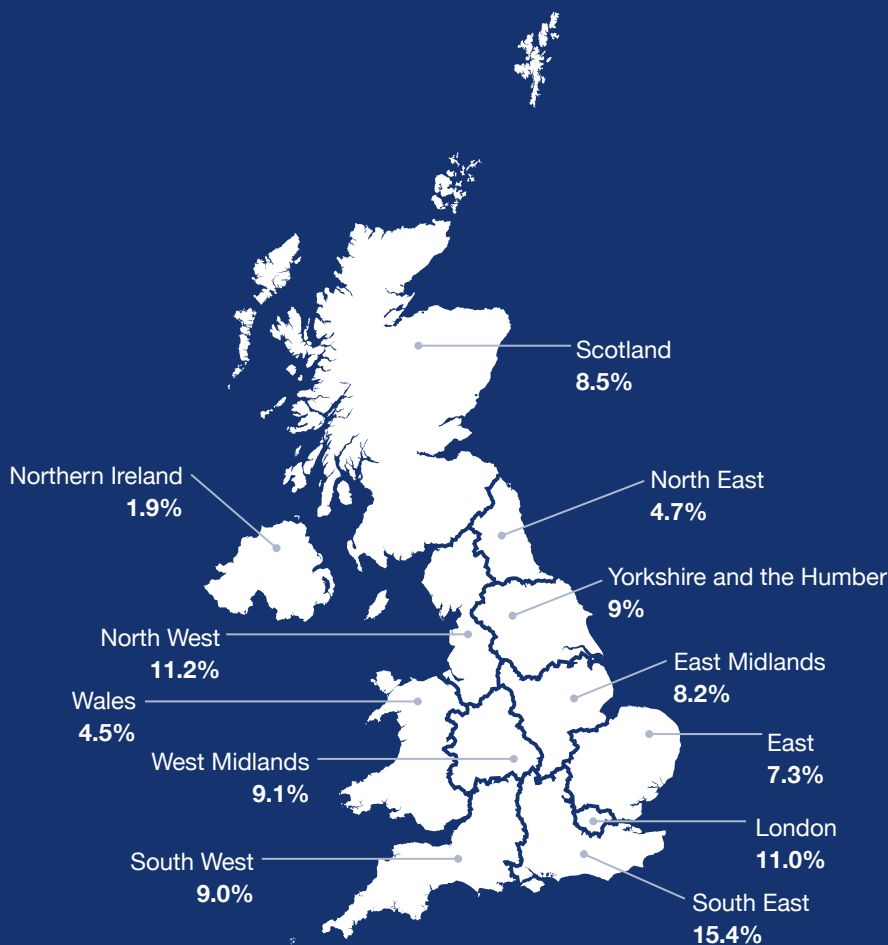 Scotland
8.5%
Northern Ireland
1.9%
North East
4.7%
Yorkshire and the Humber
9%
North West
11.2%
East Midlands
8.2%
Wales
4.5%
East
7.3%
West Midlands
9.1%
London
11.0%
South West
9.0%
South East
15.4%